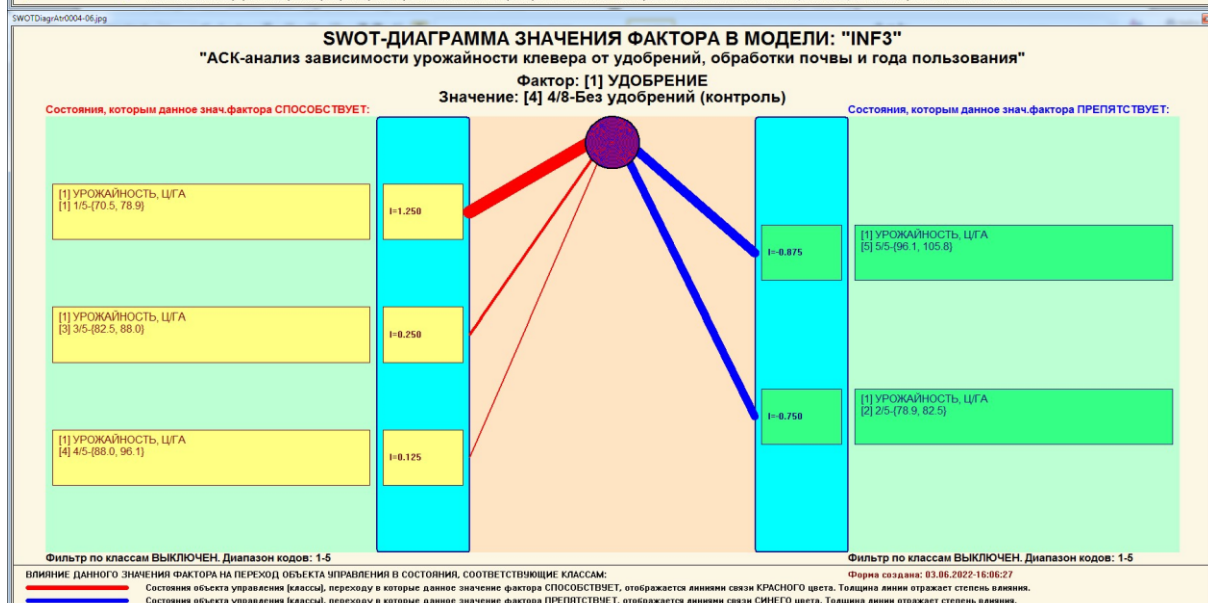 SWOTDiagrAtr0004-06.jpg
SWOT-ДИАГРАММА ЗНАЧЕНИЯ ФАКТОРА В МОДЕЛИ: "INF3"
"АСК-анализ зависимости урожайности клевера от удобрений, обработки почвы и года пользования"
Фактор: [1] УДОБРЕНИЕ
Значение: [4] 4/8-Без удобрений (контроль)
Состояния, которым данное знач.фактора СПОСОБСТВУЕТ:
Состояния, которым данное знач.фактора ПРЕПЯТСТВУЕТ:
[1] УРОЖАЙНОСТЬ, Ц/ГА
[1] 1/5-{70.5, 78.9}
I=1.250
[1] УРОЖАЙНОСТЬ, Ц/ГА
[3] 3/5-{82.5, 88.0}
I=0.250
[1] УРОЖАЙНОСТЬ, Ц/ГА
[4] 4/5-{88.0, 96.1}
I=0.125
I=-0.875
[1] УРОЖАЙНОСТЬ, Ц/ГА
[5] 5/5-{96.1, 105.8}
I=-0.750
[1] УРОЖАЙНОСТЬ, Ц/ГА
[2] 2/5-{78.9, 82.5}
Фильтр по классам ВЫКЛЮЧЕН. Диапазон кодов: 1-5
Фильтр по классам ВЫКЛЮЧЕН. Диапазон кодов: 1-5
ВЛИЯНИЕ ДАННОГО ЗНАЧЕНИЯ ФАКТОРА НА ПЕРЕХОД ОБЪЕКТА УПРАВЛЕНИЯ В СОСТОЯНИЯ, СООТВЕТСТВУЮЩИЕ КЛАССАМ:
Форма создана: 03.06.2022-16:06:27
Состояния объекта управления [классы], переходу в которые данное значение фактора СПОСОБСТВУЕТ, отображается линиями связи КРАСНОГО цвета. Толщина линии отражает степень влияния.
Состояния объекта управления [классы], переходу в которые данное значение фактора ПРЕПЯТСТВУЕТ, отображается линиями связи СИНЕГО цвета. Толщина линии отражает степень влияния.